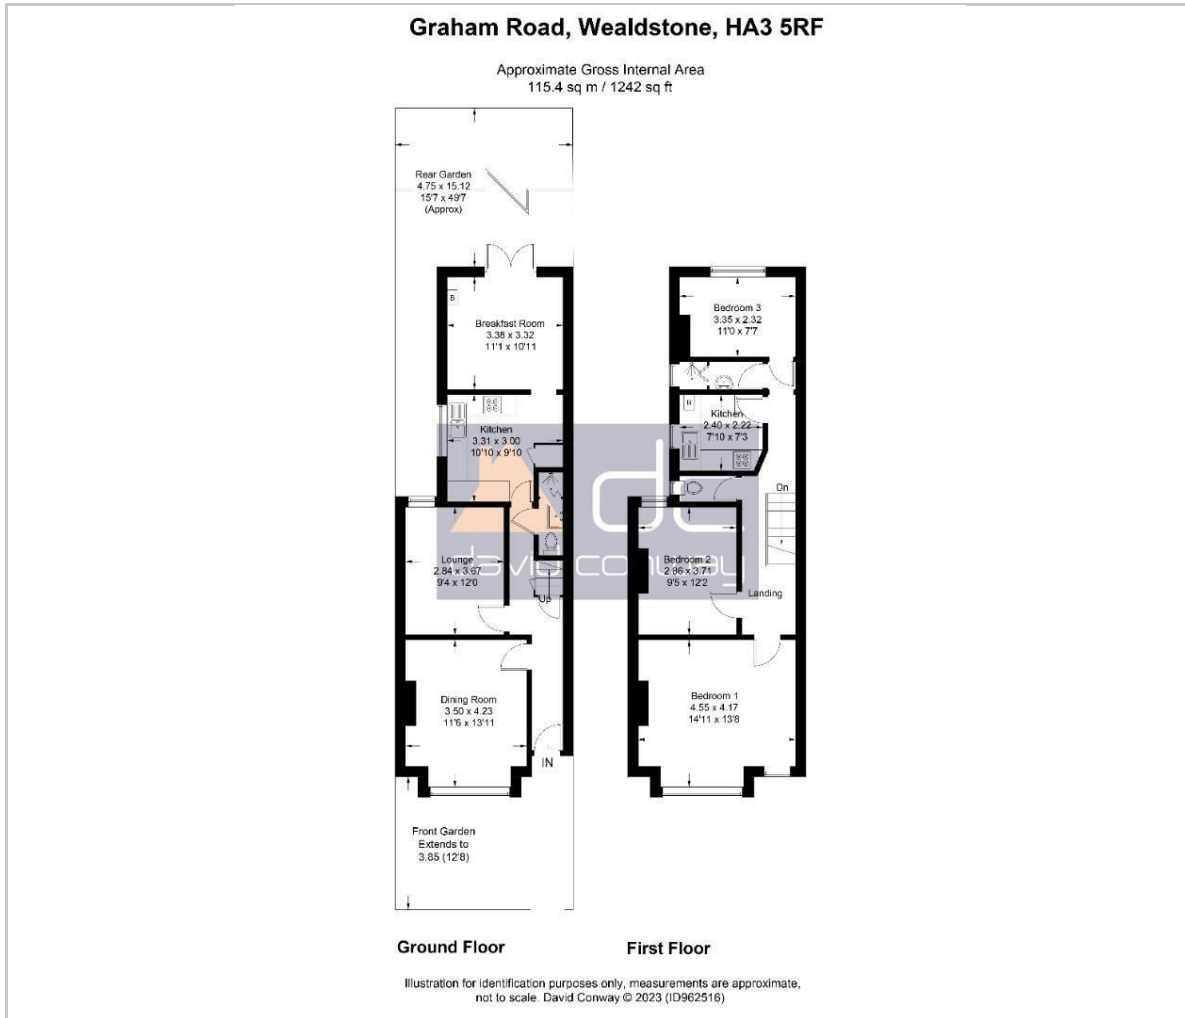 Graham Road, Wealdstone, HA3 5RF
Approximate Gross Internal Area
115.4 sq m / 1242 sq ft
Rear Garden
4.75 x 15.12
15'7 x 49'7
(Approx)
B
Breakfast Room
3.38 x 3.32
11'1 x 10'11
Kitchen
3.31 x 3.00
10'10 x 9'10
Lounge
2.84 x 3.67
9'4 x 12'0
Up
Dining Room
3.50 x 4.23
11'6 x 13'11
IN
Front Garden
Extends to
3.85 (12'8)
Ground Floor
Bedroom 3
3.35 x 2.32
11'0 x 7'7
B
Kitchen
2.40 x 2.22
7'10 x 7'3
Dn
Bedroom 2
2.86 x 3.71
9'5 x 12'2
Landing
Bedroom 1
4.55 x 4.17
14'11 x 13'8
First Floor
dc
david conway
Illustration for identification purposes only, measurements are approximate,
not to scale. David Conway © 2023 (ID962516)